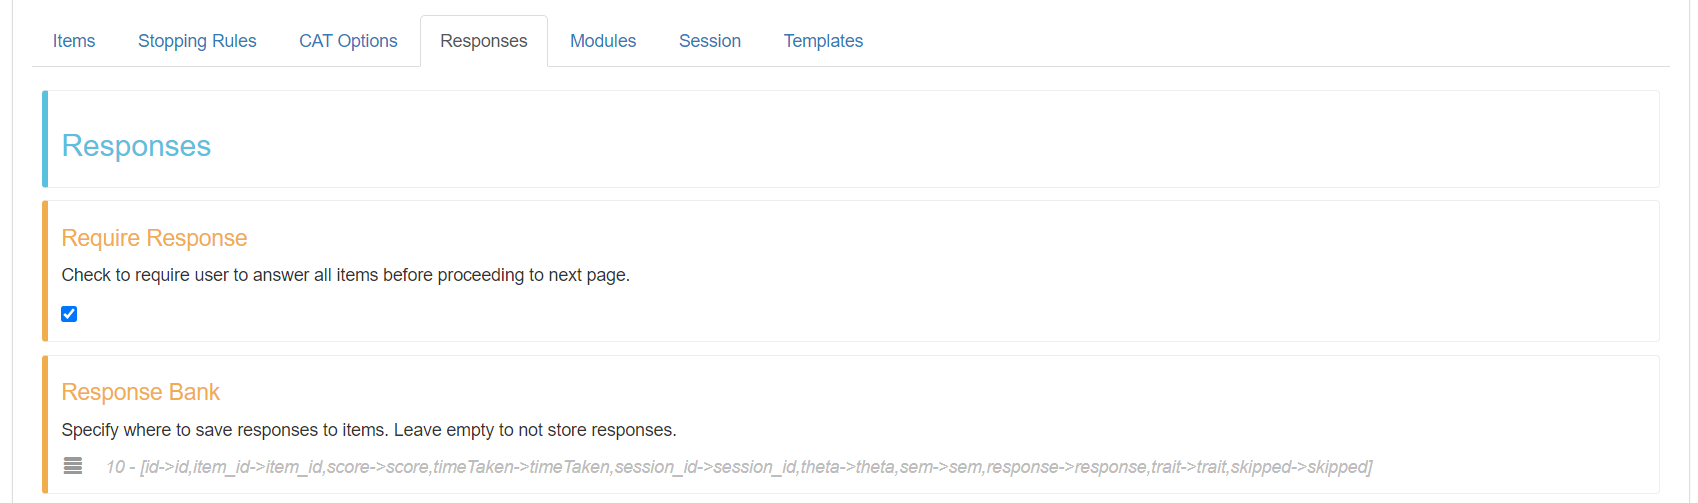 Items Stopping Rules CAT Options Responses Modules Session Templates
Responses
Require Response
Check to require user to answer all items before proceeding to next page.
Response Bank
Specify where to save responses to items. Leave empty to not store responses.
10 - [id->id,item_id->item_id,score->score,timeTaken->timeTaken,session_id->session_id,theta->theta,sem->sem,response->response,trait->trait,skipped->skipped]